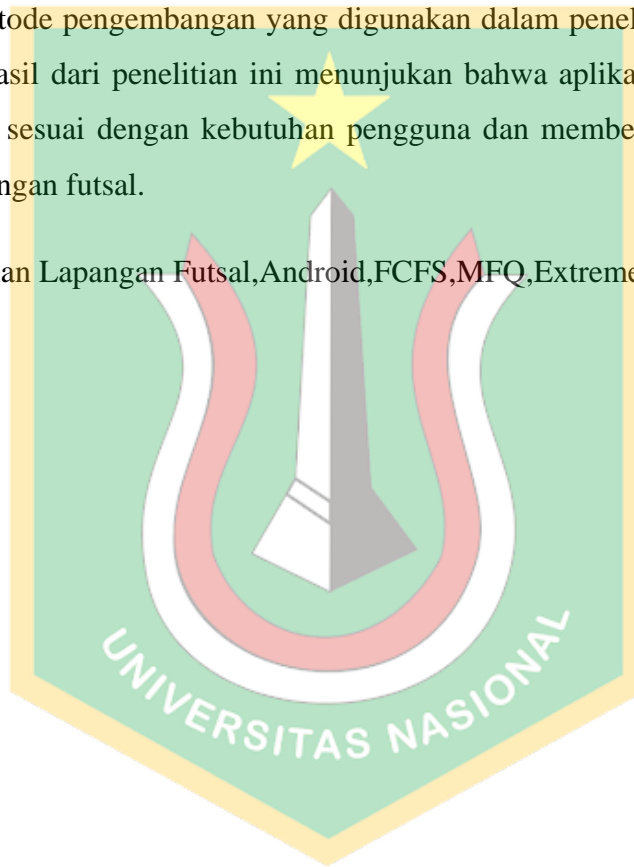 tode pengembangan yang digunakan dalam penel
asil dari penelitian ini menunjukan bahwa aplika
sesuai dengan kebutuhan pengguna dan membe
ngan futsal.
an Lapangan Futsal,Android,FCFS,MFQ,Extreme
UNIVERSITAS NASIONAL